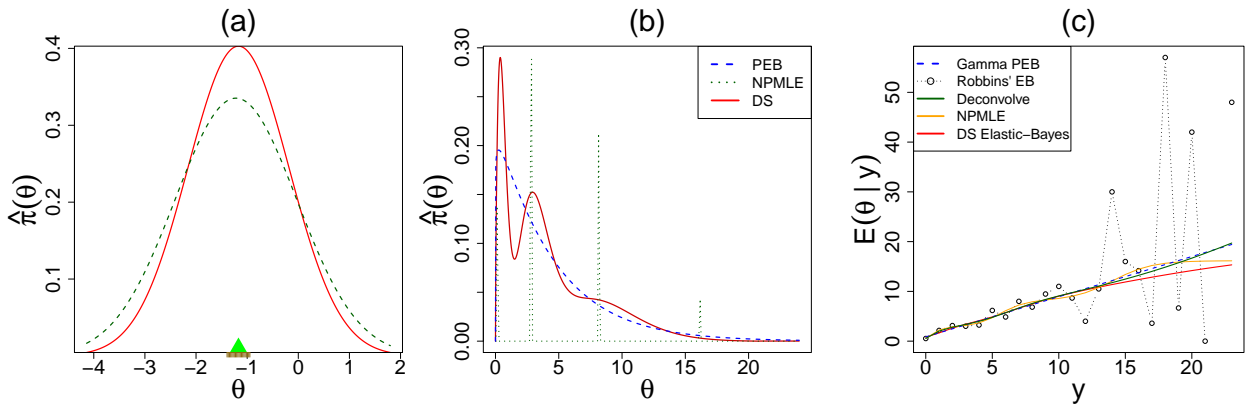 (a)
π̂(θ)
0.4
0.3
0.2
0.1
−4 −3 −2 −1 0 1 2
θ
(b)
π̂(θ)
0.30
0.20
0.10
0.00
PEB
NPMLE
DS
0 5 10 15 20
θ
(c)
E(θ | y)
50
40
30
20
10
0
Gamma PEB
Robbins' EB
Deconvolve
NPMLE
DS Elastic−Bayes
0 5 10 15 20
y